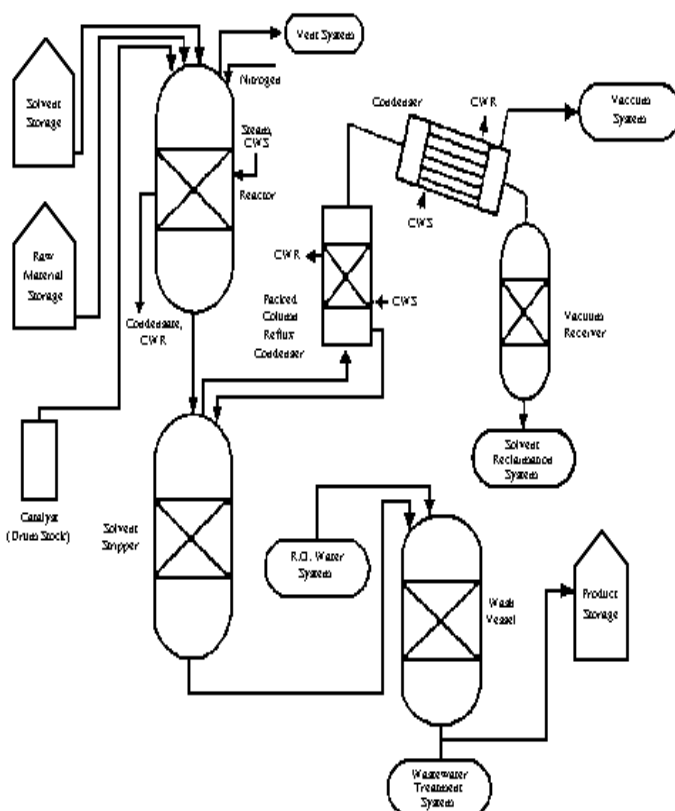 Vent System
Solvent
Storage
Nitrogen
Steam,
CWS
Reactor
Raw
Material
Storage
Condensate,
CWR
Catalyst
(Drum Stock)
Condenser
CWR
CWS
Vaccum
System
CWR
CWS
Packed
Column
Reflux
Condenser
Vacuum
Receiver
Solvent
Reclamation
System
Solvent
Stripper
R.O. Water
System
Wash
Vessel
Product
Storage
Wastewater
Treatment
System